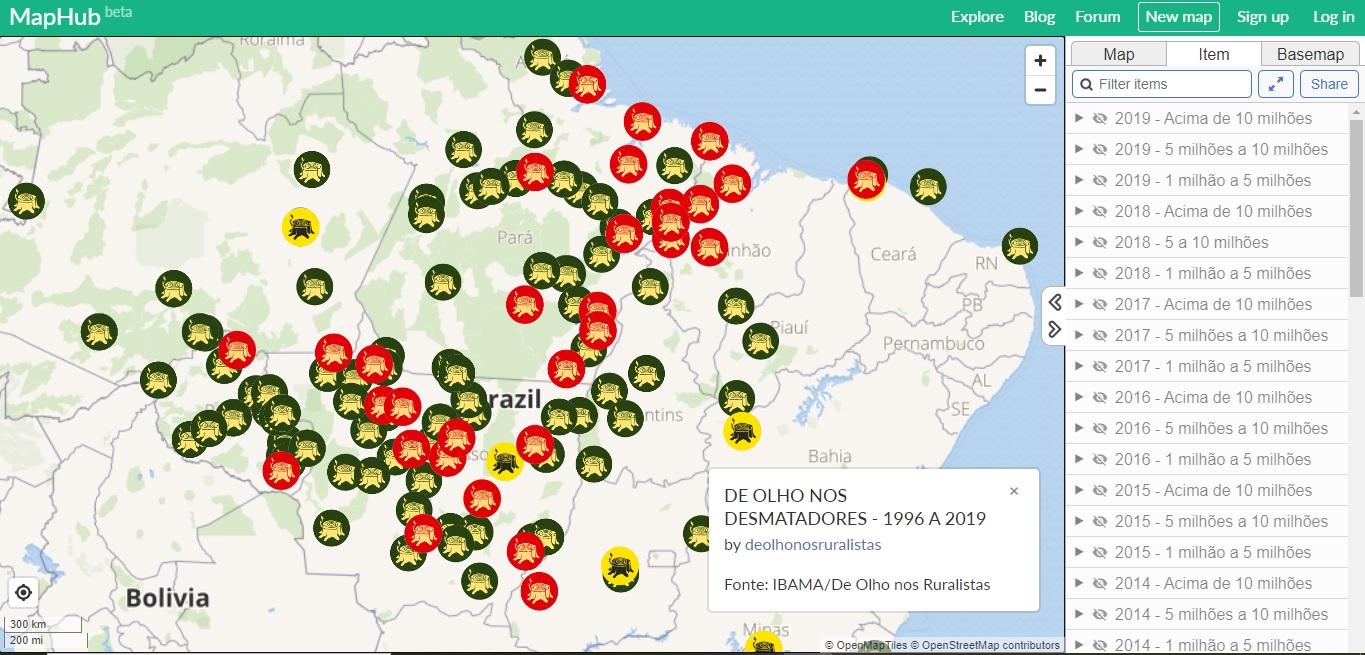 MapHub beta
Explore Blog Forum New map Sign up Log in
Map Item Basemap
Filter items Share
2019 - Acima de 10 milhões
2019 - 5 milhões a 10 milhões
2019 - 1 milhão a 5 milhões
2018 - Acima de 10 milhões
2018 - 5 a 10 milhões
2018 - 1 milhão a 5 milhões
2017 - Acima de 10 milhões
2017 - 5 milhões a 10 milhões
2017 - 1 milhão a 5 milhões
2016 - Acima de 10 milhões
2016 - 5 milhões a 10 milhões
2016 - 1 milhão a 5 milhões
2015 - Acima de 10 milhões
2015 - 5 milhões a 10 milhões
2015 - 1 milhão a 5 milhões
2014 - Acima de 10 milhões
2014 - 5 milhões a 10 milhões
2014 - 1 milhão a 5 milhões
Roraima
Pará
nhão
Ceará
RN
PB
Piauí
Pernambuco
AL
razil
SE
ntins
Bahia
sso
Bolivia
Minas
DE OLHO NOS
DESMATADORES - 1996 A 2019
by deolhonosruralistas
Fonte: IBAMA/De Olho nos Ruralistas
300 km
200 mi
© OpenMapTiles © OpenStreetMap contributors